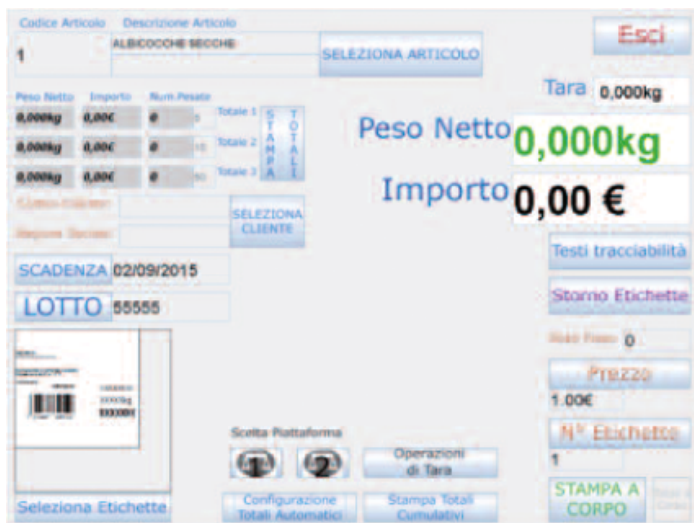 Codice Articolo Descrizione Articolo
1 ALBICOCCHE SECCHE
SELEZIONA ARTICOLO
Esci
Tara 0,000kg
Peso Netto Importo Num.Pesate
0,000kg 0,00€ 0 Totale 1
0,000kg 0,00€ 0 Totale 2
0,000kg 0,00€ 0 Totale 3
STAMPA TOTALI
Peso Netto 0,000kg
Importo 0,00 €
SELEZIONA
CLIENTE
SCADENZA 02/09/2015
LOTTO 55555
Testi tracciabilità
Storno Etichette
0
Prezzo
1.00€
N° Etichette
1
Scelta Piattaforma
1 2
Operazioni
di Tara
Seleziona Etichette
Configurazione
Totali Automatici
Stampa Totali
Cumulativi
STAMPA A
CORPO